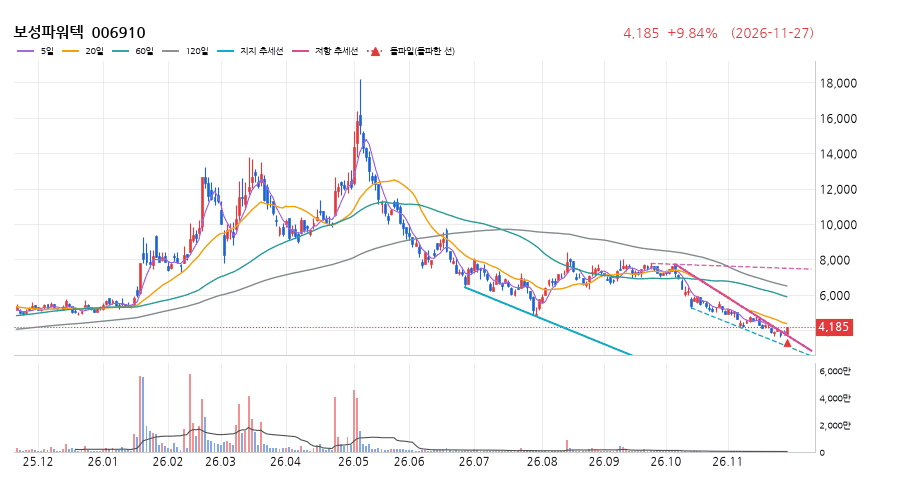 보성파워텍 006910
4,185 +9.84% (2026-11-27)
5일 20일 60일 120일 지지 추세선 저항 추세선 돌파일(돌파한 선)
18,000
16,000
14,000
12,000
10,000
8,000
6,000
4,185
6,000만
4,000만
2,000만
0
25.12 26.01 26.02 26.03 26.04 26.05 26.06 26.07 26.08 26.09 26.10 26.11